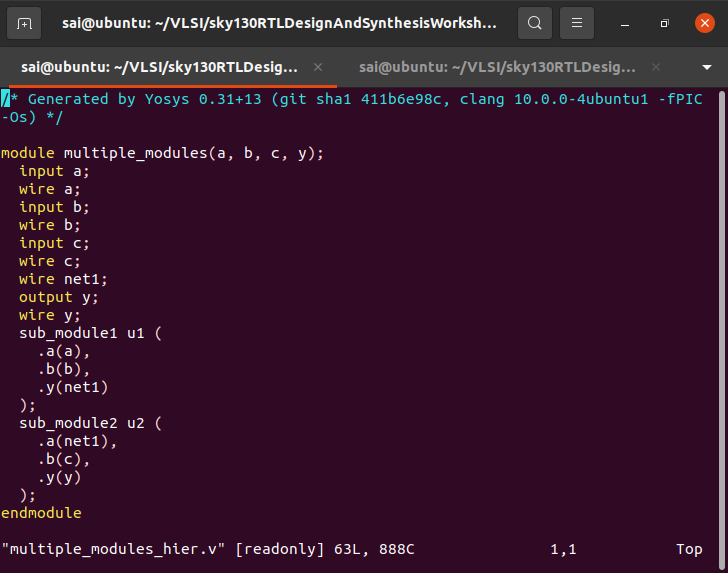 sai@ubuntu: ~/VLSI/sky130RTLDesignAndSynthesisWorksh...
sai@ubuntu: ~/VLSI/sky130RTLDesig... × sai@ubuntu: ~/VLSI/sky130RTLDesig... ×
/* Generated by Yosys 0.31+13 (git sha1 411b6e98c, clang 10.0.0-4ubuntu1 -fPIC
-Os) */
module multiple_modules(a, b, c, y);
  input a;
  wire a;
  input b;
  wire b;
  input c;
  wire c;
  wire net1;
  output y;
  wire y;
  sub_module1 u1 (
    .a(a),
    .b(b),
    .y(net1)
  );
  sub_module2 u2 (
    .a(net1),
    .b(c),
    .y(y)
  );
endmodule
"multiple_modules_hier.v" [readonly] 63L, 888C 1,1 Top